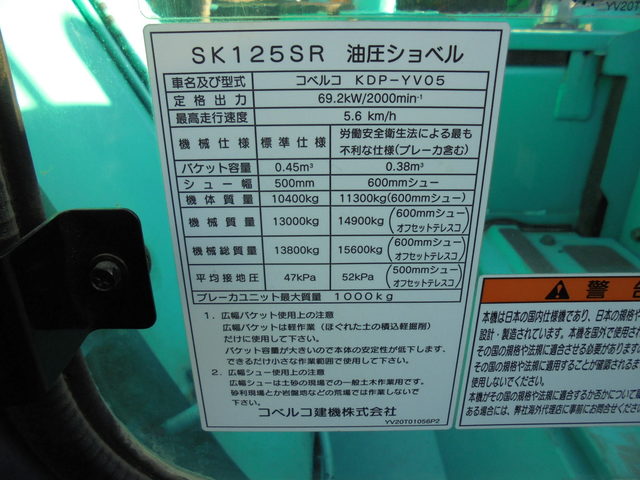 YV20T
SK125SR 油圧ショベル
車名及び型式 コベルコ KDP-YV05
定格出力 69.2kW/2000min⁻¹
最高走行速度 5.6 km/h
機械仕様 標準仕様 労働安全衛生法による最も
不利な仕様(ブレーカ含む)
バケット容量 0.45m³ 0.38m³
シュー幅 500mm 600mmシュー
機体質量 10400kg 11300kg(600mmシュー)
機械質量 13000kg 14900kg(600mmシュー
オフセットテレスコ)
機械総質量 13800kg 15600kg(600mmシュー
オフセットテレスコ)
平均接地圧 47kPa 52kPa(500mmシュー
オフセットテレスコ)
ブレーカユニット最大質量 1000kg
1. 広幅バケット使用上の注意
広幅バケットは軽作業(ほぐれた土の積込軽掘削)
だけに使用して下さい。
バケット容量が大きいので本体の安定性が低下します。
できるだけ小さな作業範囲で使用して下さい。
2. 広幅シュー使用上の注意
広幅シューは土砂の現場での一般土木作業用です。
砂利現場とか岩盤地などの荒場では作業しないで
下さい。
コベルコ建機株式会社
YV20T01056P2
警告
本機は日本の国内仕様機であり、日本の規格や
設計・製造されています。本機を国外で使用され
その国の規格や法規に適合させる必要があります
その国の規格や法規に適合することを確認するま
使用しないでください。
本機がその国の規格や法規に適合するか否かについて
ある場合には、弊社海外代理店に事前にお問合せくだ